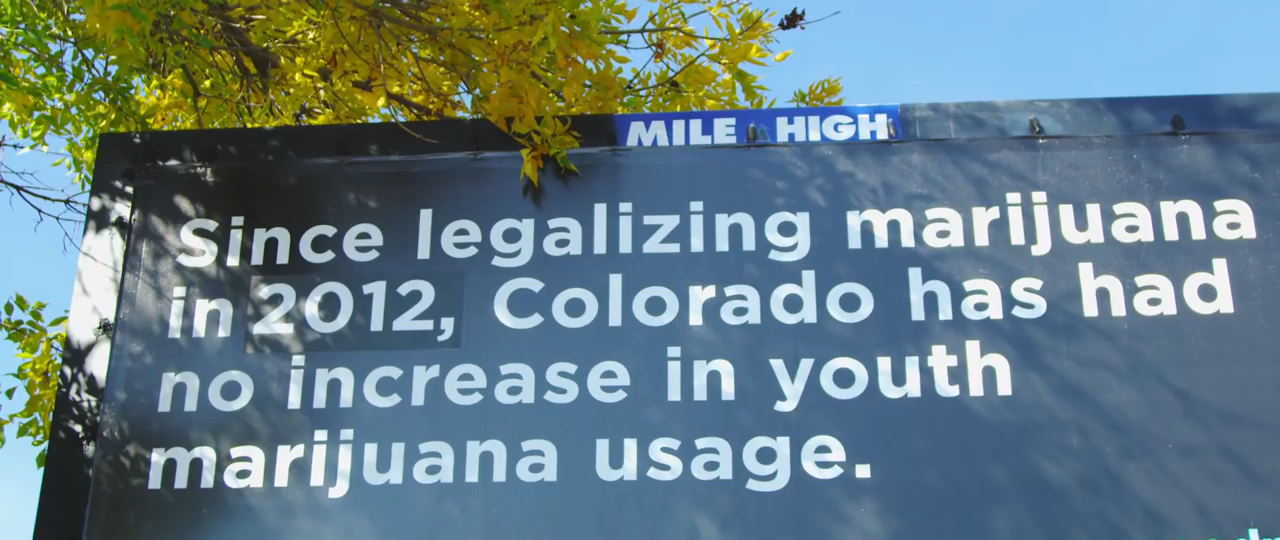 MILE HIGH
Since legalizing marijuana
in 2012, Colorado has had
no increase in youth
marijuana usage.